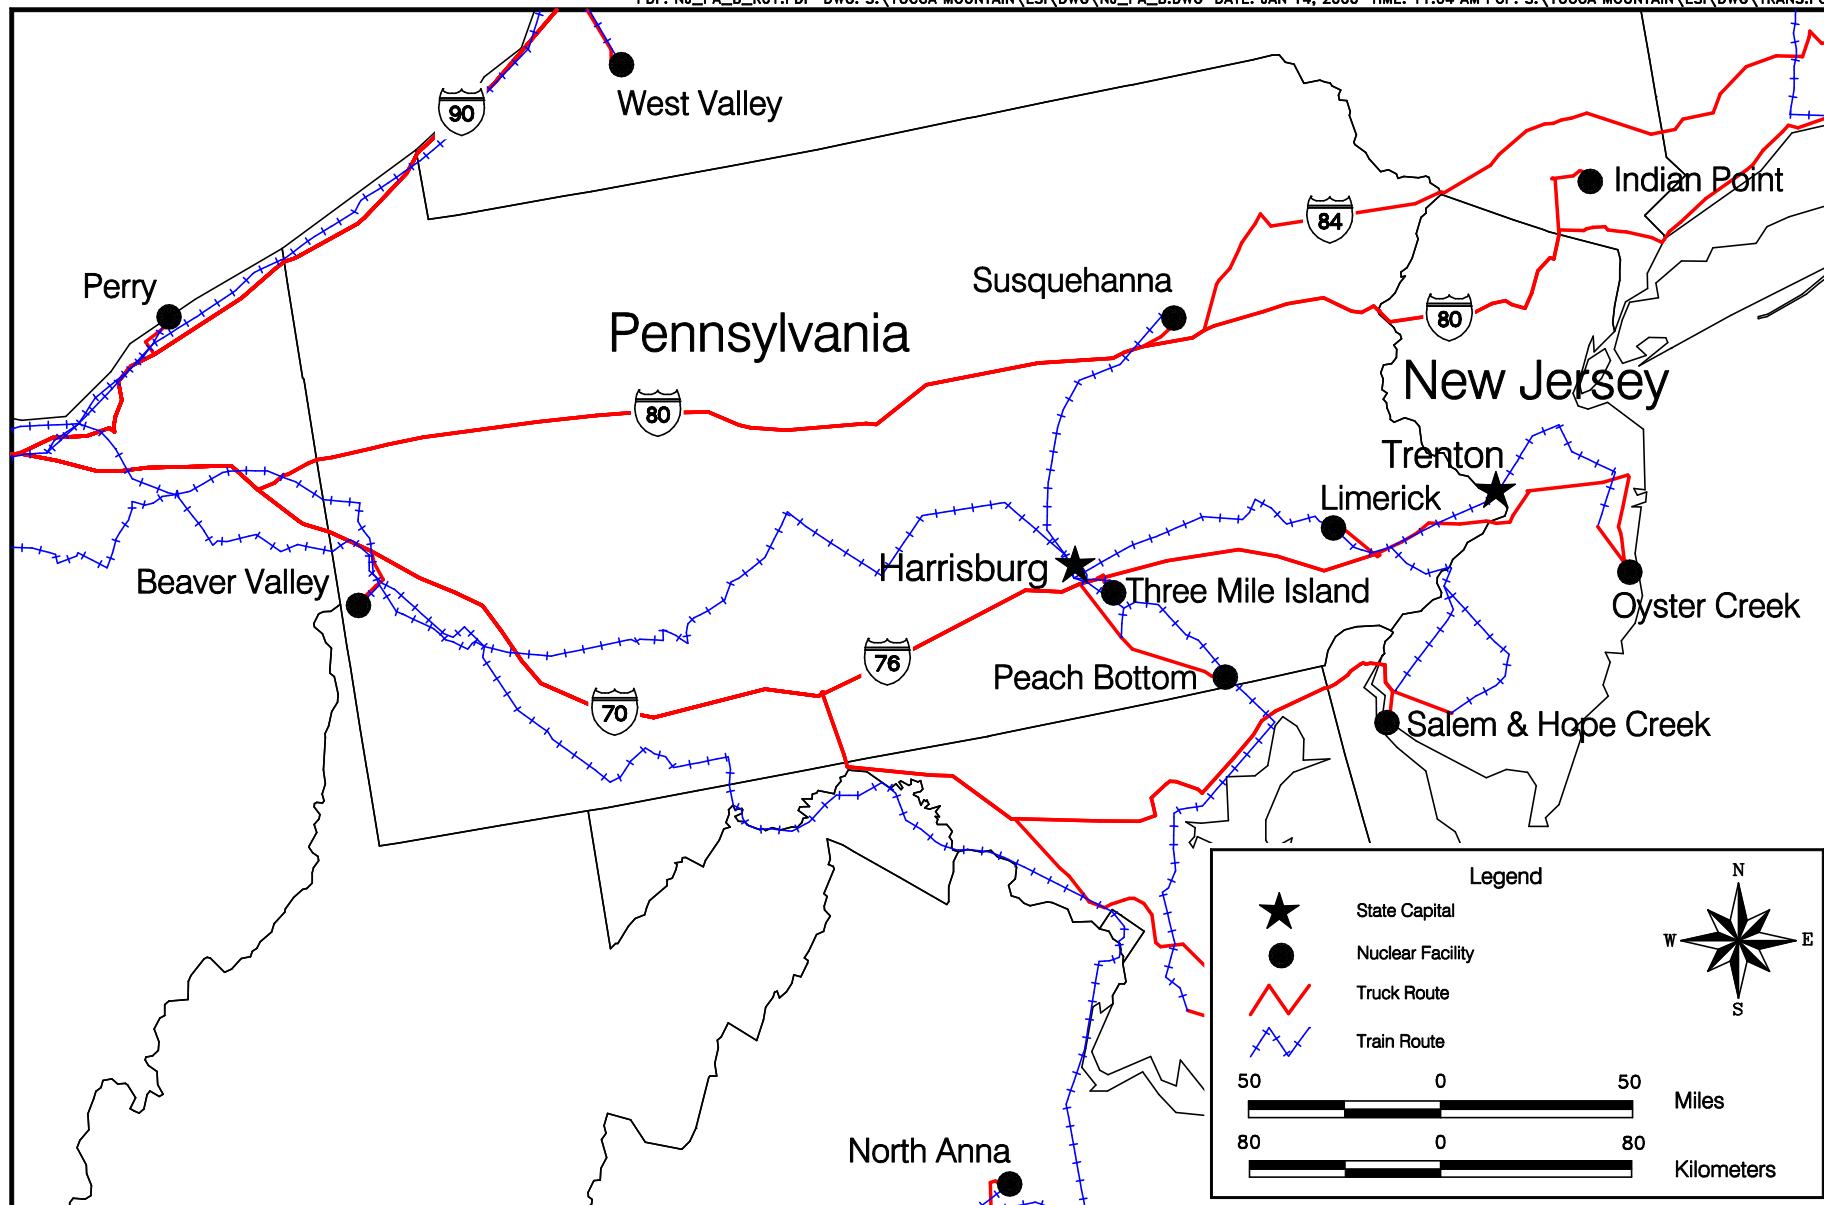 90
West Valley
Indian Point
84
Perry
Susquehanna
80
Pennsylvania
New Jersey
80
Trenton
Limerick
Harrisburg
Beaver Valley
Three Mile Island
Oyster Creek
76
Peach Bottom
70
Salem & Hope Creek
Legend
State Capital
Nuclear Facility
Truck Route
Train Route
N
W
E
S
50 0 50
Miles
80 0 80
Kilometers
North Anna